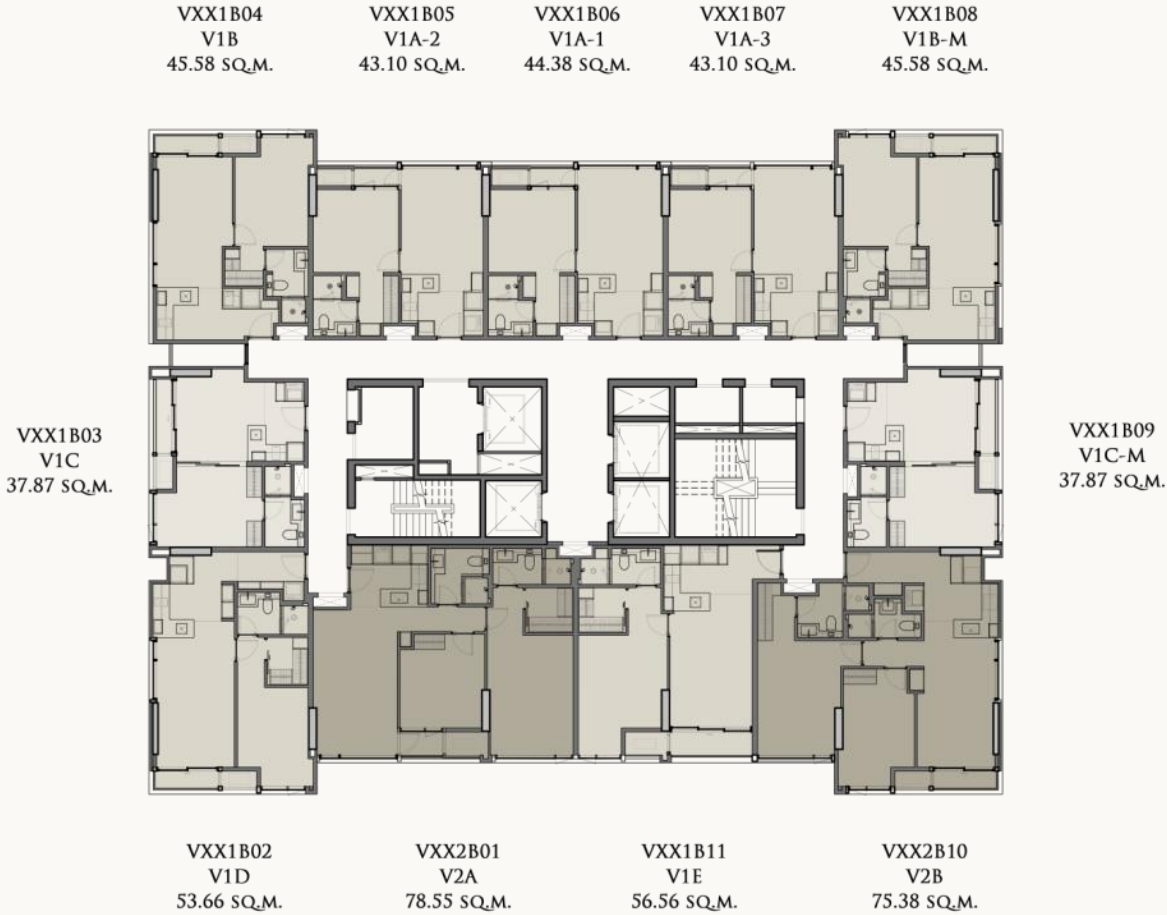 VXX1B04
V1B
45.58 SQ.M.
VXX1B05
V1A-2
43.10 SQ.M.
VXX1B06
V1A-1
44.38 SQ.M.
VXX1B07
V1A-3
43.10 SQ.M.
VXX1B08
V1B-M
45.58 SQ.M.
VXX1B03
V1C
37.87 SQ.M.
VXX1B09
V1C-M
37.87 SQ.M.
VXX1B02
V1D
53.66 SQ.M.
VXX2B01
V2A
78.55 SQ.M.
VXX1B11
V1E
56.56 SQ.M.
VXX2B10
V2B
75.38 SQ.M.